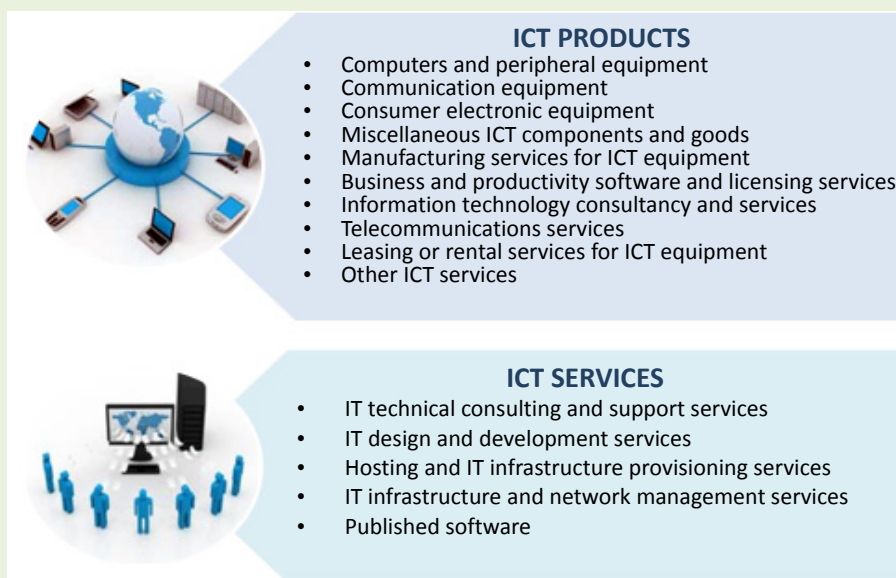 ICT PRODUCTS
• Computers and peripheral equipment
• Communication equipment
• Consumer electronic equipment
• Miscellaneous ICT components and goods
• Manufacturing services for ICT equipment
• Business and productivity software and licensing services
• Information technology consultancy and services
• Telecommunications services
• Leasing or rental services for ICT equipment
• Other ICT services
ICT SERVICES
• IT technical consulting and support services
• IT design and development services
• Hosting and IT infrastructure provisioning services
• IT infrastructure and network management services
• Published software